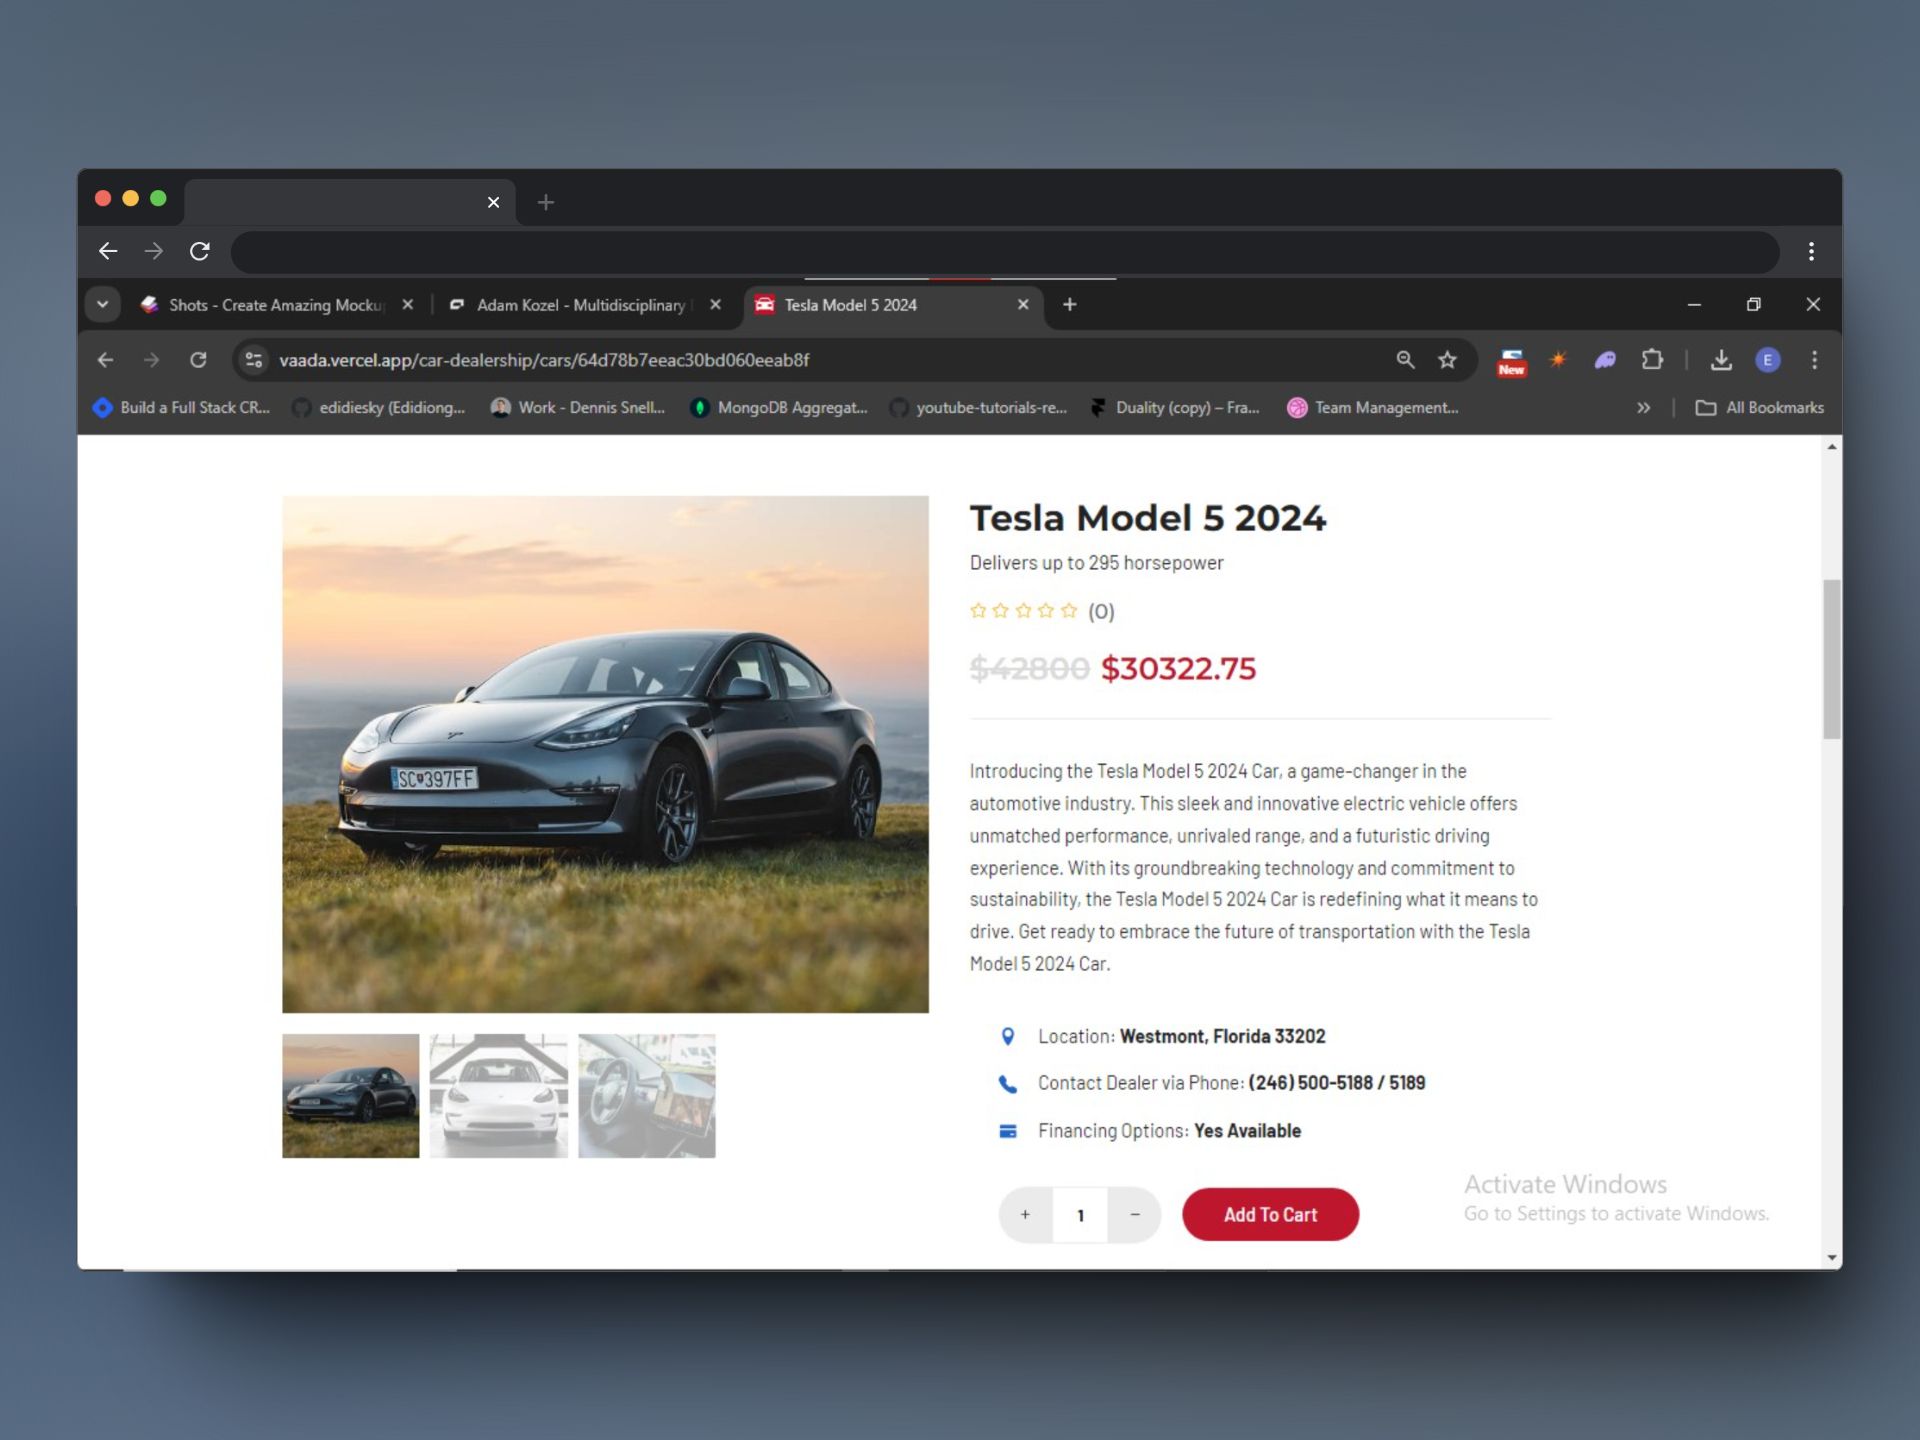 Shots - Create Amazing Mocku
Adam Kozel - Multidisciplinary
Tesla Model 5 2024
vaada.vercel.app/car-dealership/cars/64d78b7eeac30bd060eeab8f
New
E
Build a Full Stack CR...
edidiesky (Edidiong...
Work - Dennis Snell...
MongoDB Aggregat...
youtube-tutorials-re...
Duality (copy) – Fra...
Team Management...
All Bookmarks
Tesla Model 5 2024
Delivers up to 295 horsepower
(0)
$42800 $30322.75
Introducing the Tesla Model 5 2024 Car, a game-changer in the
automotive industry. This sleek and innovative electric vehicle offers
unmatched performance, unrivaled range, and a futuristic driving
experience. With its groundbreaking technology and commitment to
sustainability, the Tesla Model 5 2024 Car is redefining what it means to
drive. Get ready to embrace the future of transportation with the Tesla
Model 5 2024 Car.
SC 397FF
Location: Westmont, Florida 33202
Contact Dealer via Phone: (246) 500-5188 / 5189
Financing Options: Yes Available
+ 1 −
Add To Cart
Activate Windows
Go to Settings to activate Windows.